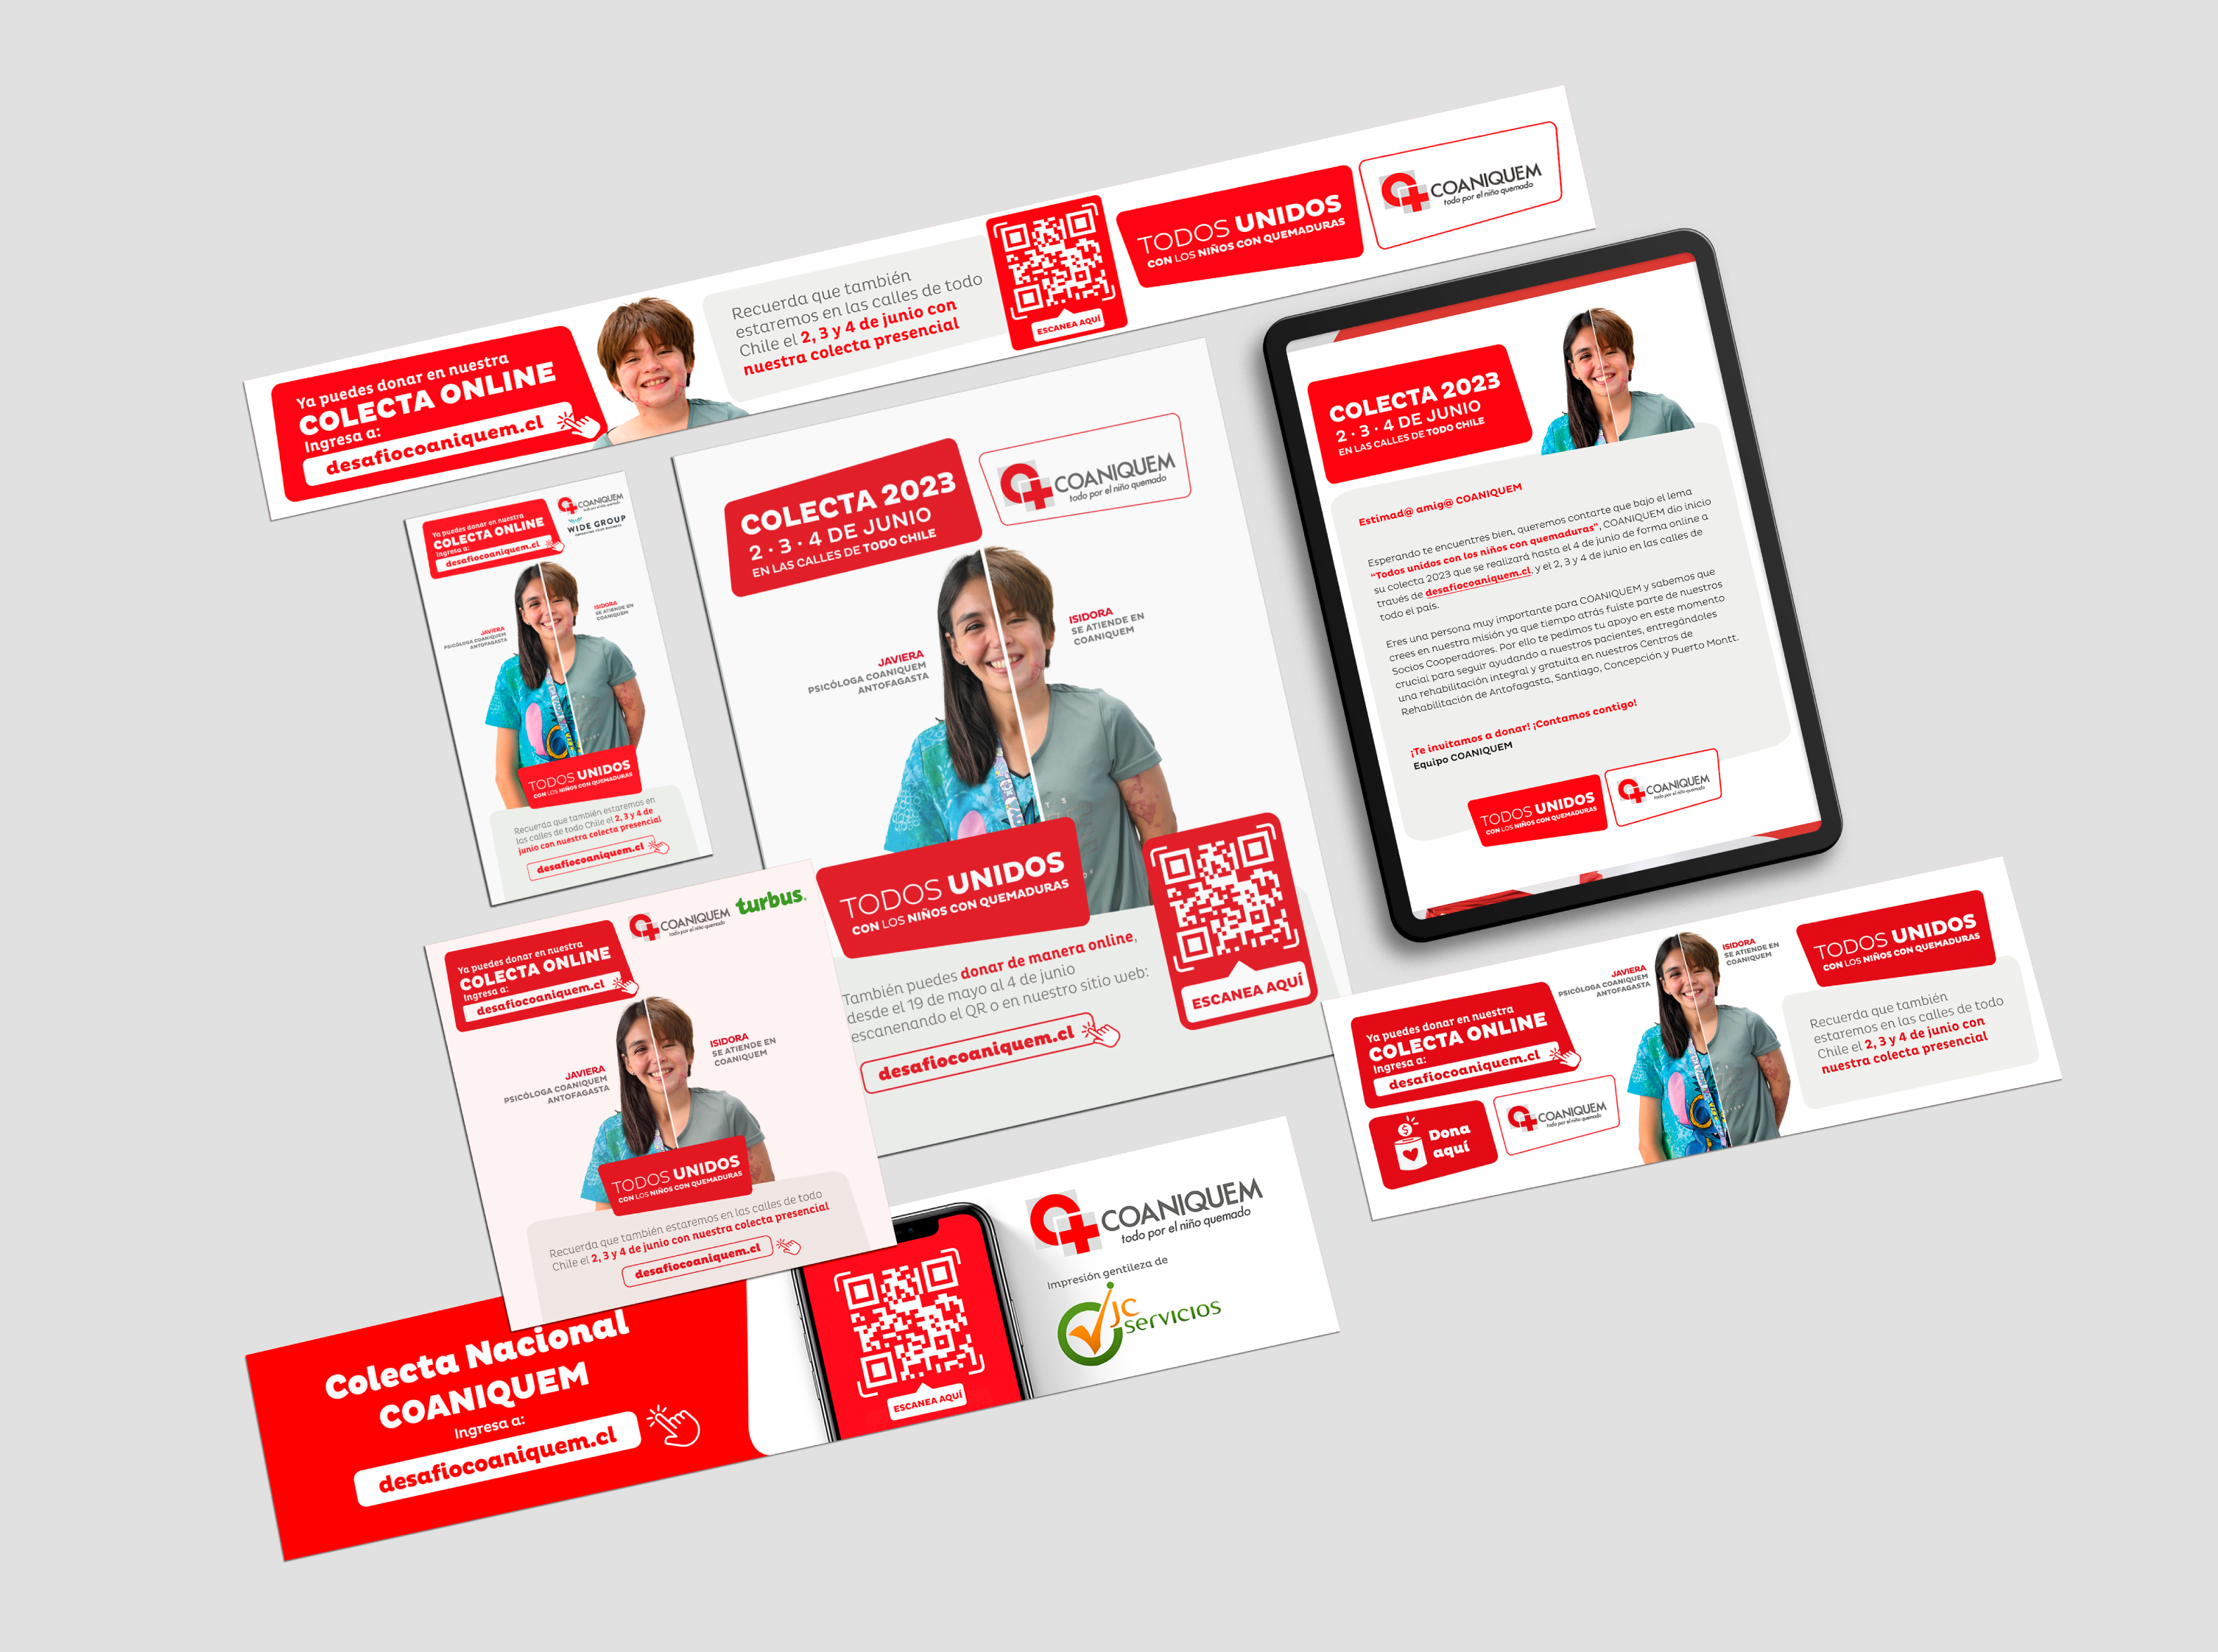 Ya puedes donar en nuestra
COLECTA ONLINE
Ingresa a:
desafiocoaniquem.cl
Recuerda que también
estaremos en las calles de todo
Chile el 2, 3 y 4 de junio con
nuestra colecta presencial
ESCANEA AQUÍ
TODOS UNIDOS
CON LOS NIÑOS CON QUEMADURAS
COANIQUEM
todo por el niño quemado
Ya puedes donar en nuestra
COLECTA ONLINE
Ingresa a:
desafiocoaniquem.cl
COANIQUEM
WIDE GROUP
JAVIERA
PSICÓLOGA COANIQUEM
ANTOFAGASTA
ISIDORA
SE ATIENDE EN
COANIQUEM
TODOS UNIDOS
CON LOS NIÑOS CON QUEMADURAS
Recuerda que también estaremos en
las calles de todo Chile el 2, 3 y 4 de
junio con nuestra colecta presencial
desafiocoaniquem.cl
COLECTA 2023
2 · 3 · 4 DE JUNIO
EN LAS CALLES DE TODO CHILE
COANIQUEM
todo por el niño quemado
JAVIERA
PSICÓLOGA COANIQUEM
ANTOFAGASTA
ISIDORA
SE ATIENDE EN
COANIQUEM
TODOS UNIDOS
CON LOS NIÑOS CON QUEMADURAS
También puedes donar de manera online,
desde el 19 de mayo al 4 de junio
escanenando el QR o en nuestro sitio web:
desafiocoaniquem.cl
ESCANEA AQUÍ
COLECTA 2023
2 · 3 · 4 DE JUNIO
EN LAS CALLES DE TODO CHILE
Estimad@ amig@ COANIQUEM
Esperando te encuentres bien, queremos contarte que bajo el lema
"Todos unidos con los niños con quemaduras", COANIQUEM dio inicio
su colecta 2023 que se realizará hasta el 4 de junio de forma online a
través de desafiocoaniquem.cl, y el 2, 3 y 4 de junio en las calles de
todo el país.
Eres una persona muy importante para COANIQUEM y sabemos que
crees en nuestra misión ya que tiempo atrás fuiste parte de nuestros
Socios Cooperadores. Por ello te pedimos tu apoyo en este momento
crucial para seguir ayudando a nuestros pacientes, entregándoles
una rehabilitación integral y gratuita en nuestros Centros de
Rehabilitación de Antofagasta, Santiago, Concepción y Puerto Montt.
¡Te invitamos a donar! ¡Contamos contigo!
Equipo COANIQUEM
TODOS UNIDOS
CON LOS NIÑOS CON QUEMADURAS
COANIQUEM
todo por el niño quemado
Ya puedes donar en nuestra
COLECTA ONLINE
Ingresa a:
desafiocoaniquem.cl
COANIQUEM
todo por el niño quemado
turbus
JAVIERA
PSICÓLOGA COANIQUEM
ANTOFAGASTA
ISIDORA
SE ATIENDE EN
COANIQUEM
TODOS UNIDOS
CON LOS NIÑOS CON QUEMADURAS
Recuerda que también estaremos en las calles de todo
Chile el 2, 3 y 4 de junio con nuestra colecta presencial
desafiocoaniquem.cl
Ya puedes donar en nuestra
COLECTA ONLINE
Ingresa a:
desafiocoaniquem.cl
Dona
aquí
COANIQUEM
todo por el niño quemado
JAVIERA
PSICÓLOGA COANIQUEM
ANTOFAGASTA
ISIDORA
SE ATIENDE EN
COANIQUEM
TODOS UNIDOS
CON LOS NIÑOS CON QUEMADURAS
Recuerda que también
estaremos en las calles de todo
Chile el 2, 3 y 4 de junio con
nuestra colecta presencial
Colecta Nacional
COANIQUEM
Ingresa a:
desafiocoaniquem.cl
ESCANEA AQUÍ
COANIQUEM
todo por el niño quemado
Impresión gentileza de
JC
servicios